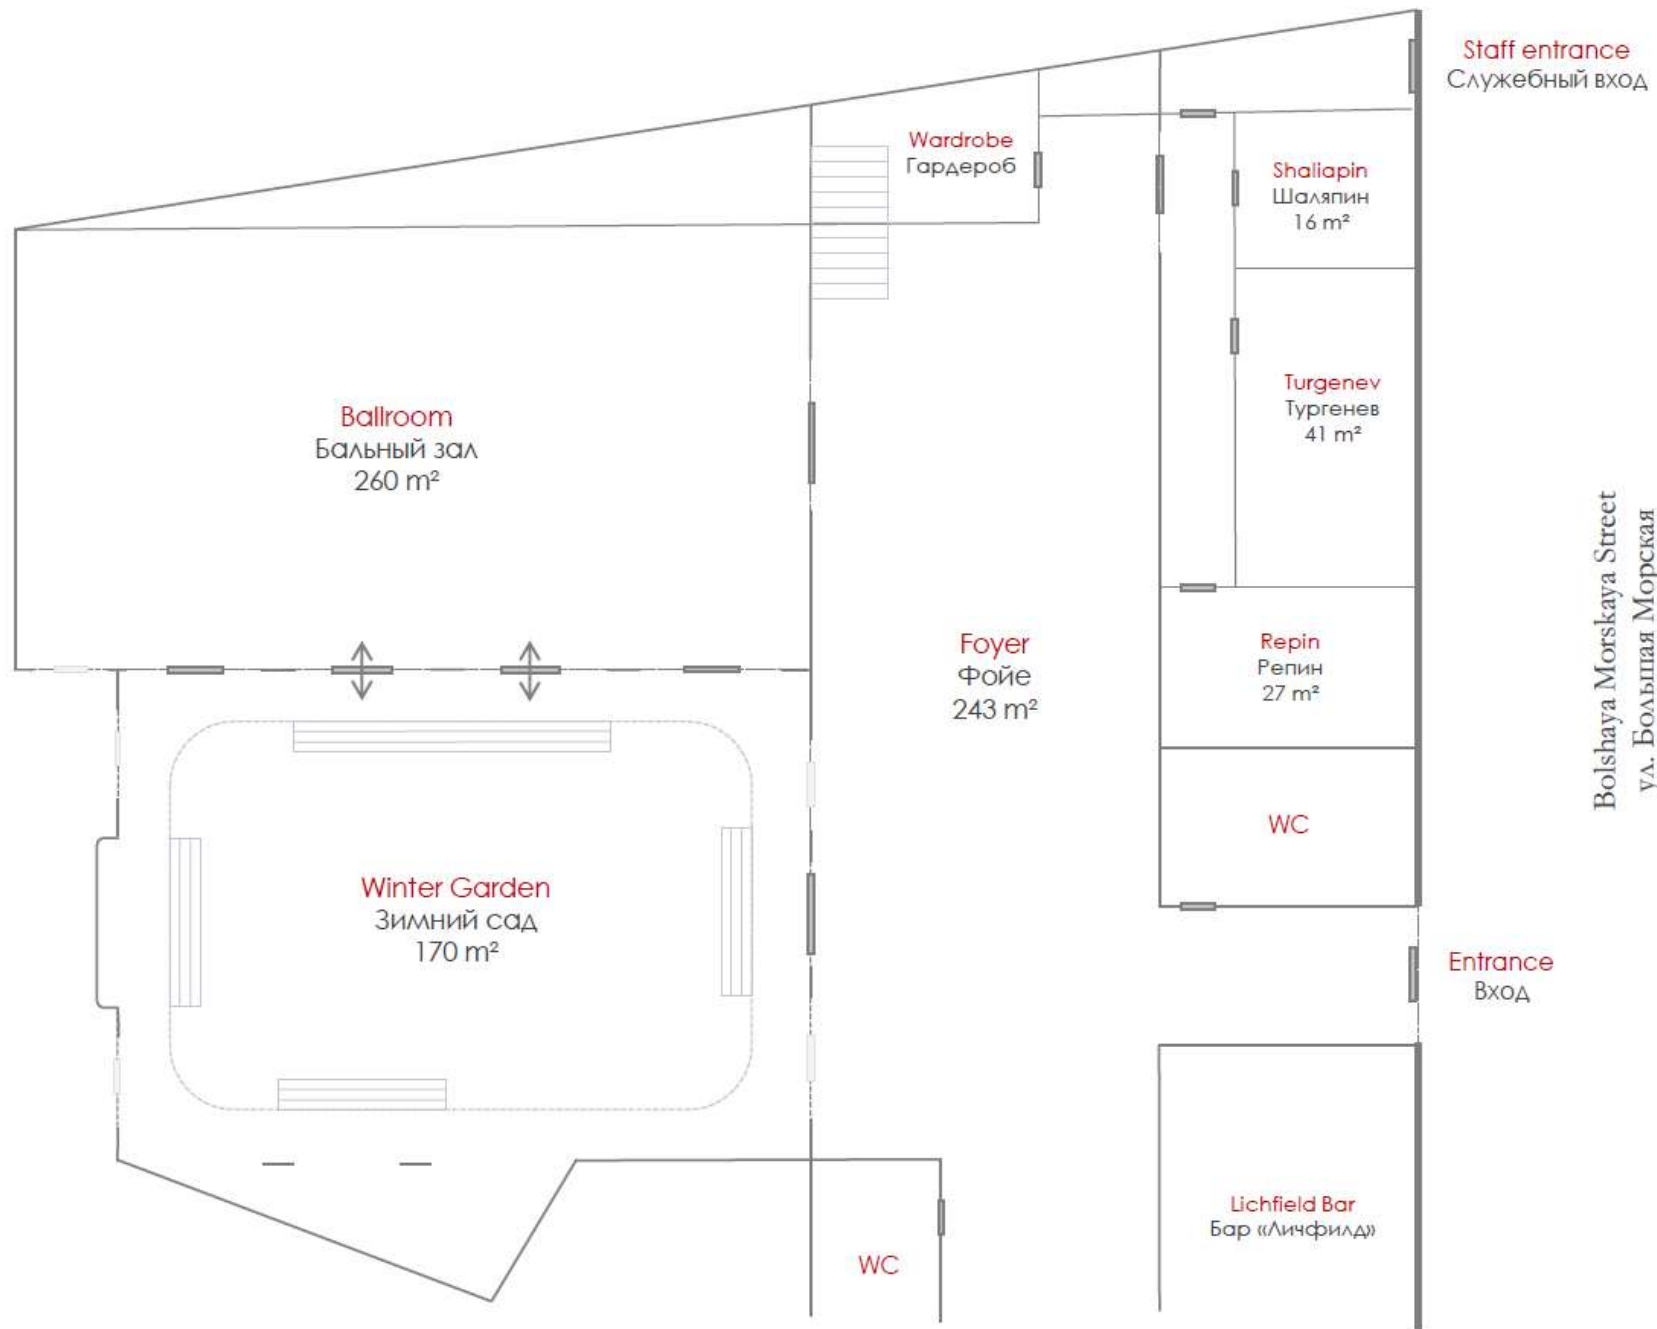 Staff entrance
Служебный вход
Wardrobe
Гардероб
Shaliapin
Шаляпин
16 m²
Turgenev
Тургенев
41 m²
Ballroom
Бальный зал
260 m²
Bolshaya Morskaya Street
ул. Большая Морская
Foyer
Фойе
243 m²
Repin
Репин
27 m²
WC
Winter Garden
Зимний сад
170 m²
Entrance
Вход
Lichfield Bar
Бар «Личфилд»
WC